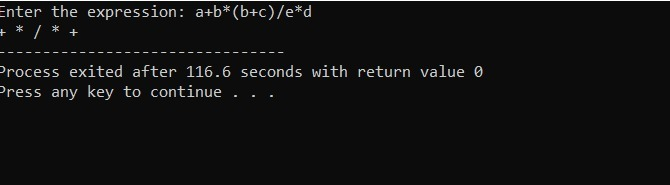 Enter the expression: a+b*(b+c)/e*d
+ * / * +
--------------------------------
Process exited after 116.6 seconds with return value 0
Press any key to continue . . .